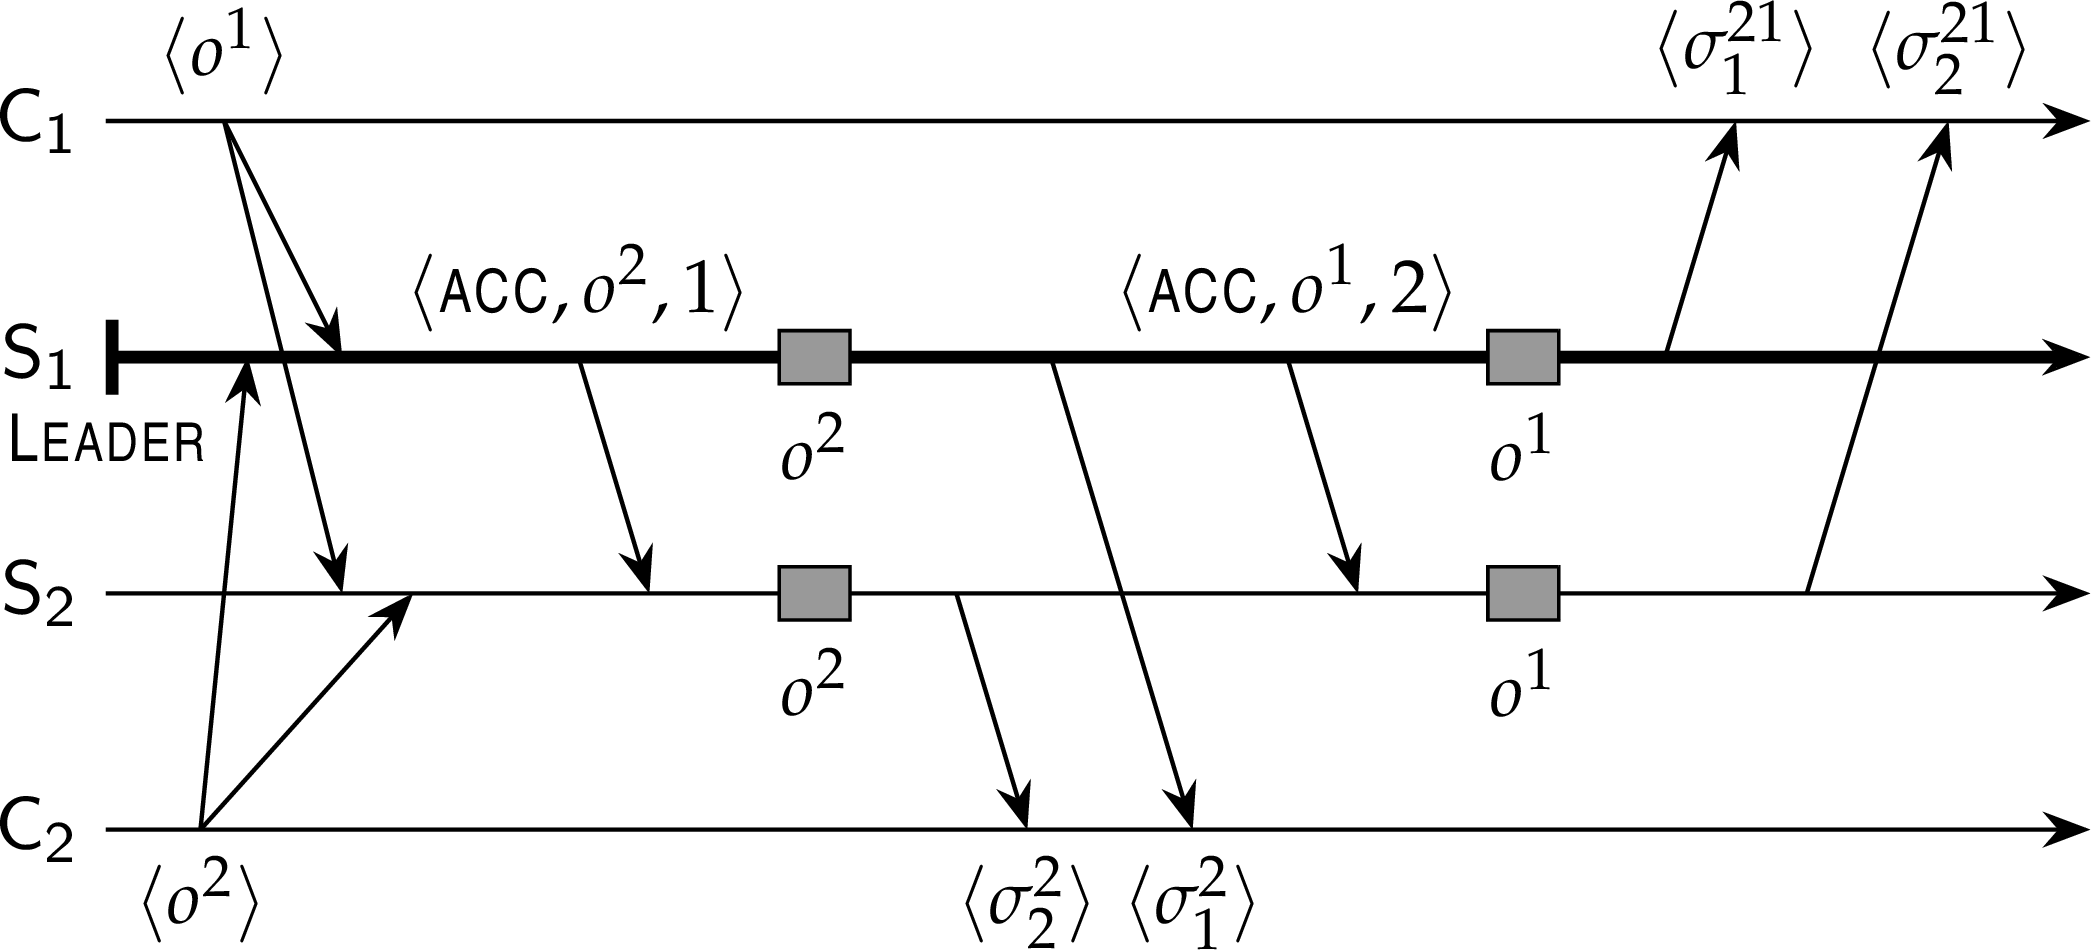 ⟨o¹⟩ ⟨σ₁²¹⟩ ⟨σ₂²¹⟩
C₁
⟨ACC, o², 1⟩ ⟨ACC, o¹, 2⟩
S₁
LEADER
o² o¹
S₂
o² o¹
C₂
⟨o²⟩ ⟨σ₂²⟩ ⟨σ₁²⟩